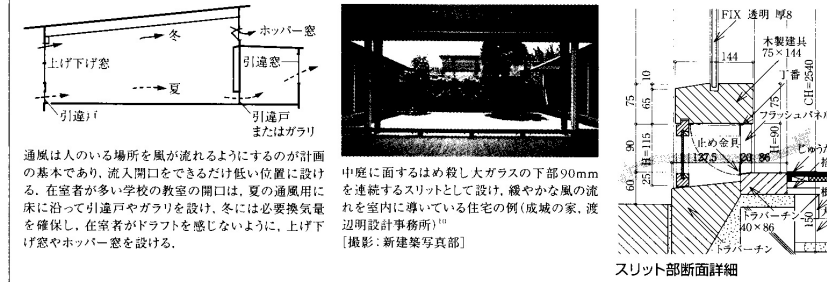 冬
ホッパー窓
上げ下げ窓
引違窓
夏
引違戸
引違戸
またはガラリ
通風は人のいる場所を風が流れるようにするのが計画
の基本であり，流入開口をできるだけ低い位置に設け
る．在室者が多い学校の教室の開口は，夏の通風用に
床に沿って引違戸やガラリを設け，冬には必要換気量
を確保し，在室者がドラフトを感じないように，上げ下
げ窓やホッパー窓を設ける．
中庭に面するはめ殺し大ガラスの下部90mm
を連続するスリットとして設け，緩やかな風の流
れを室内に導いている住宅の例（成城の家，渡
辺明設計事務所）
［撮影：新建築写真部］
FIX 透明 厚8
木製建具
75×144
144
丁番
CH=2540
10
75
65
フラッシュパネル
90
H=115
止め金具
H=90
75
137.5
20
86
じゅう
60
25
トラバーチン
40×86
150
トラバーチン
スリット部断面詳細